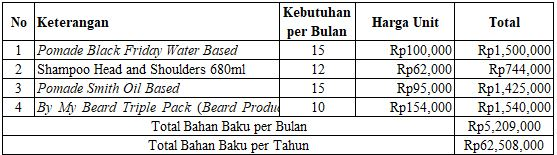 No Keterangan Kebutuhan per Bulan Harga Unit Total
1 Pomade Black Friday Water Based 15 Rp100,000 Rp1,500,000
2 Shampoo Head and Shoulders 680ml 12 Rp62,000 Rp744,000
3 Pomade Smith Oil Based 15 Rp95,000 Rp1,425,000
4 By My Beard Triple Pack (Beard Produc 10 Rp154,000 Rp1,540,000
Total Bahan Baku per Bulan Rp5,209,000
Total Bahan Baku per Tahun Rp62,508,000